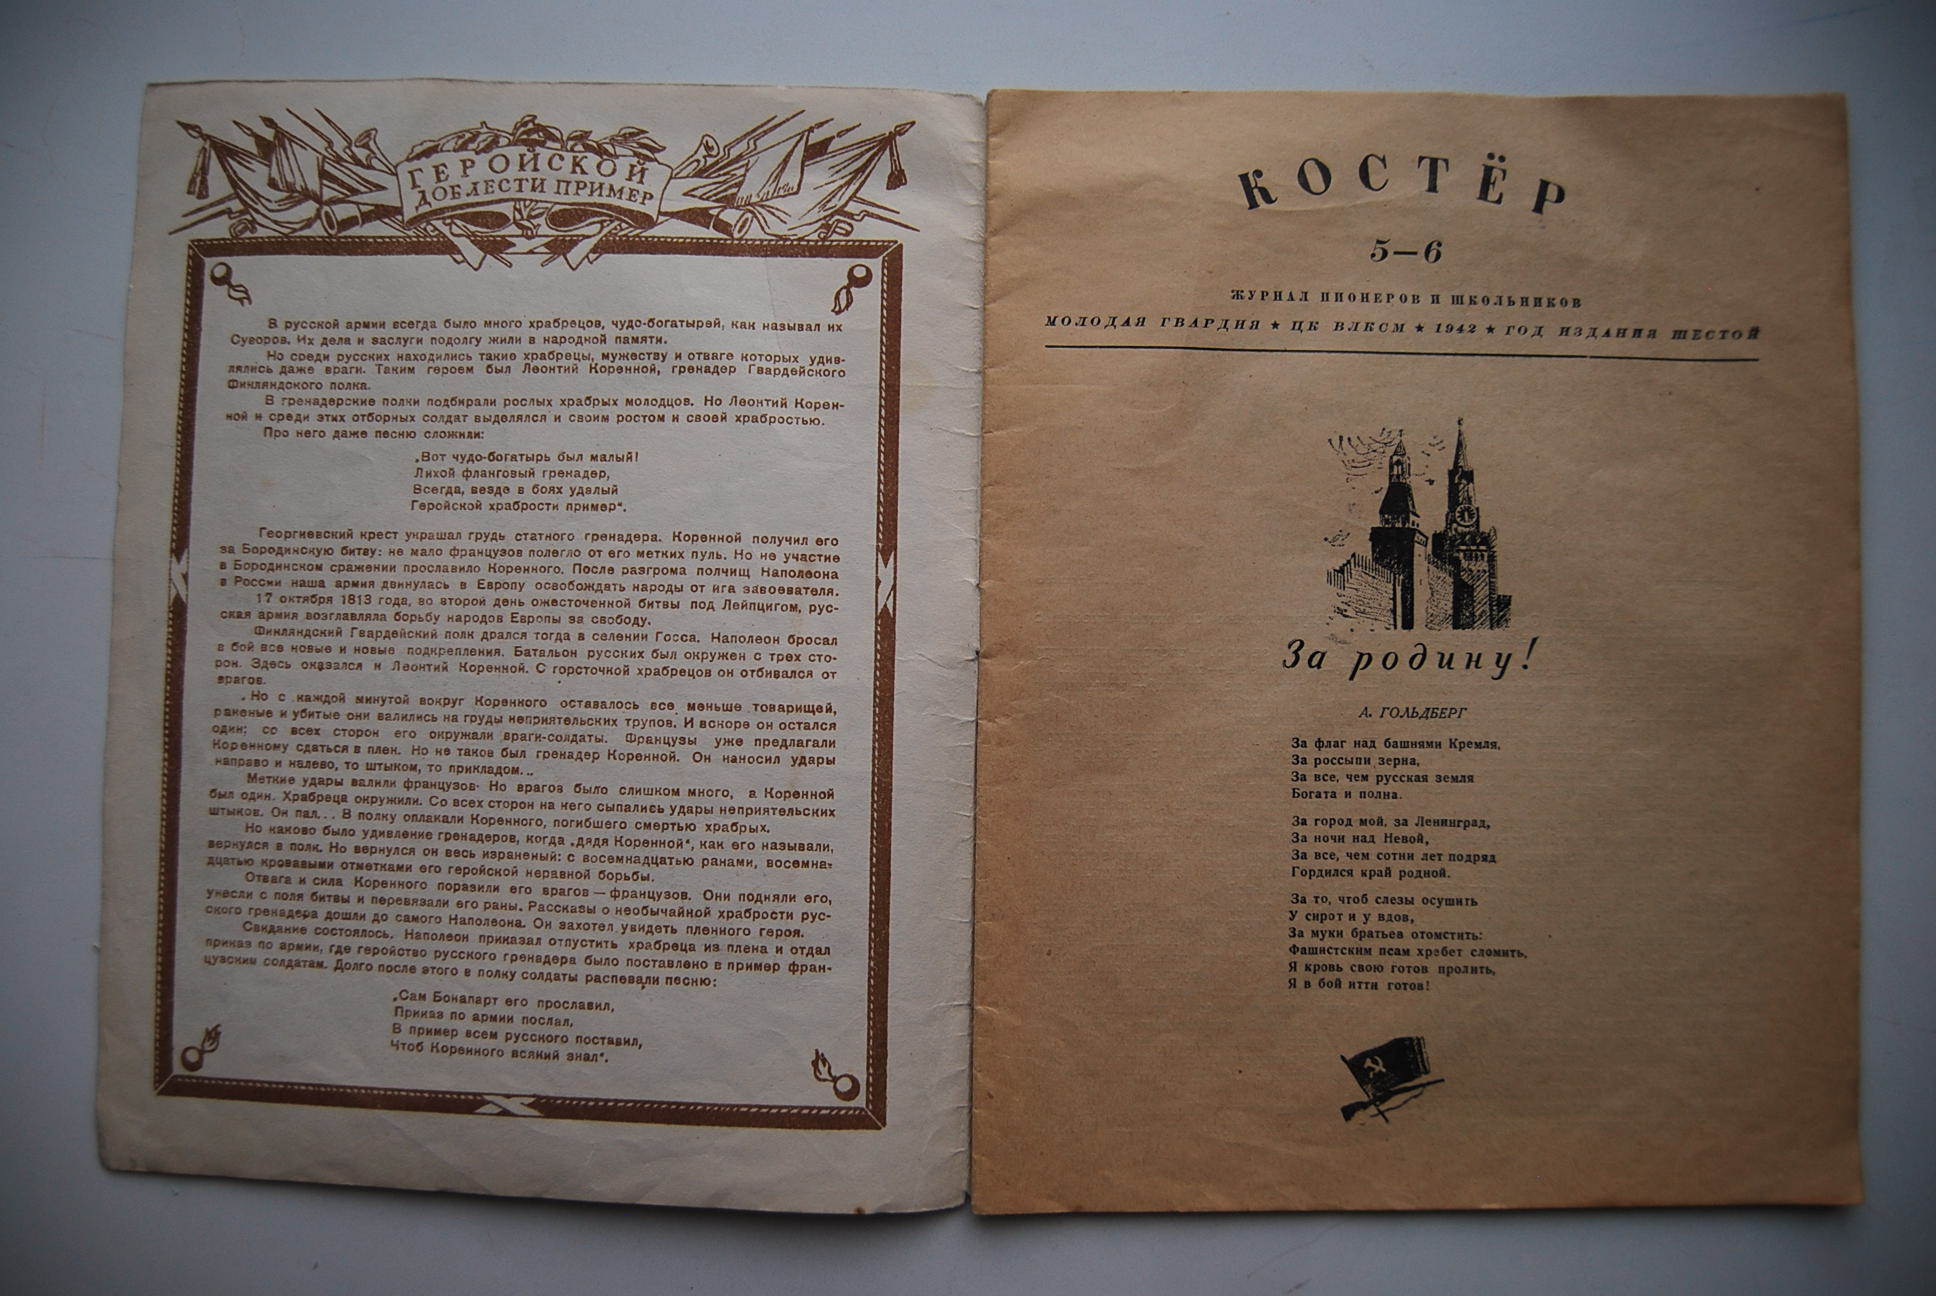 ГЕРОЙСКОЙ
ДОБЛЕСТИ ПРИМЕР
В русской армии всегда было много храбрецов, чудо-богатырей, как называл их
Суворов. Их дела и заслуги подолгу жили в народной памяти.
Но среди русских находились такие храбрецы, мужеству и отваге которых удив-
лялись даже враги. Таким героем был Леонтий Коренной, гренадер Гвардейского
Финляндского полка.
В гренадерские полки подбирали рослых храбрых молодцов. Но Леонтий Корен-
ной и среди этих отборных солдат выделялся и своим ростом и своей храбростью.
Про него даже песню сложили:
„Вот чудо-богатырь был малый!
Лихой фланговый гренадер,
Всегда, везде в боях удалый
Геройской храбрости пример“.
Георгиевский крест украшал грудь статного гренадера. Коренной получил его
за Бородинскую битву: не мало французов полегло от его метких пуль. Но не участие
в Бородинском сражении прославило Коренного. После разгрома полчищ Наполеона
в России наша армия двинулась в Европу освобождать народы от ига завоевателя.
17 октября 1813 года, во второй день ожесточенной битвы под Лейпцигом, рус-
ская армия возглавляла борьбу народов Европы за свободу.
Финляндский Гвардейский полк дрался тогда в селении Госса. Наполеон бросал
в бой все новые и новые подкрепления. Батальон русских был окружен с трех сто-
рон. Здесь оказался и Леонтий Коренной. С горсточкой храбрецов он отбивался от
врагов.
Но с каждой минутой вокруг Коренного оставалось все меньше товарищей,
раненые и убитые они валились на груды неприятельских трупов. И вскоре он остался
один; со всех сторон его окружали враги-солдаты. Французы уже предлагали
Коренному сдаться в плен. Но не таков был гренадер Коренной. Он наносил удары
направо и налево, то штыком, то прикладом...
Меткие удары валили французов. Но врагов было слишком много, а Коренной
был один. Храбреца окружили. Со всех сторон на него сыпались удары неприятельских
штыков. Он пал... В полку оплакали Коренного, погибшего смертью храбрых.
Но каково было удивление гренадеров, когда „дядя Коренной“, как его называли,
вернулся в полк. Но вернулся он весь израненый: с восемнадцатью ранами, восемна-
дцатью кровавыми отметками его геройской неравной борьбы.
Отвага и сила Коренного поразили его врагов — французов. Они подняли его,
унесли с поля битвы и перевязали его раны. Рассказы о необычайной храбрости рус-
ского гренадера дошли до самого Наполеона. Он захотел увидеть пленного героя.
Свидание состоялось. Наполеон приказал отпустить храбреца из плена и отдал
приказ по армии, где геройство русского гренадера было поставлено в пример фран-
цузским солдатам. Долго после этого в полку солдаты распевали песню:
„Сам Бонапарт его прославил,
Приказ по армии послал,
В пример всем русского поставил,
Чтоб Коренного всякий знал“.
КОСТЁР
5—6
ЖУРНАЛ ПИОНЕРОВ И ШКОЛЬНИКОВ
МОЛОДАЯ ГВАРДИЯ ★ ЦК ВЛКСМ ★ 1942 ★ ГОД ИЗДАНИЯ ШЕСТОЙ
За родину!
А. ГОЛЬДБЕРГ
За флаг над башнями Кремля,
За россыпи зерна,
За все, чем русская земля
Богата и полна.
За город мой, за Ленинград,
За ночи над Невой,
За все, чем сотни лет подряд
Гордился край родной.
За то, чтоб слезы осушить
У сирот и у вдов,
За муки братьев отомстить:
Фашистским псам хребет сломить,
Я кровь свою готов пролить,
Я в бой итти готов!